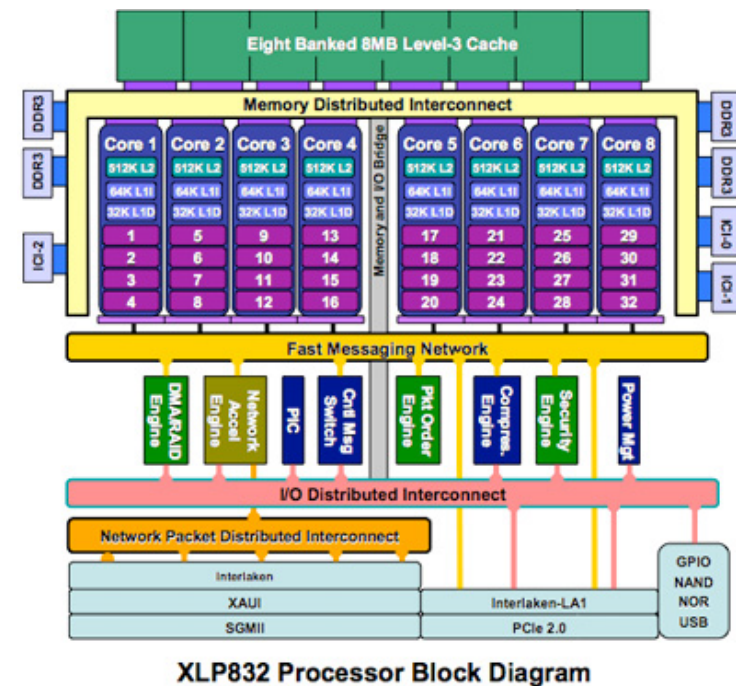 Eight Banked 8MB Level-3 Cache
Memory Distributed Interconnect
DDR3
DDR3
ICI-2
DDR3
DDR3
ICI-0
ICI-1
Core 1 Core 2 Core 3 Core 4
512K L2 512K L2 512K L2 512K L2
64K L1I 64K L1I 64K L1I 64K L1I
32K L1D 32K L1D 32K L1D 32K L1D
1 5 9 13
2 6 10 14
3 7 11 15
4 8 12 16
Memory and I/O Bridge
Core 5 Core 6 Core 7 Core 8
512K L2 512K L2 512K L2 512K L2
64K L1I 64K L1I 64K L1I 64K L1I
32K L1D 32K L1D 32K L1D 32K L1D
17 21 25 29
18 22 26 30
19 23 27 31
20 24 28 32
Fast Messaging Network
DMA/RAID
Engine
Network
Accel
Engine
PIC
Cntl Msg
Switch
Pkt Order
Engine
Compres.
Engine
Security
Engine
Power Mgt
I/O Distributed Interconnect
Network Packet Distributed Interconnect
Interlaken
XAUI
SGMII
Interlaken-LA1
PCIe 2.0
GPIO
NAND
NOR
USB
XLP832 Processor Block Diagram